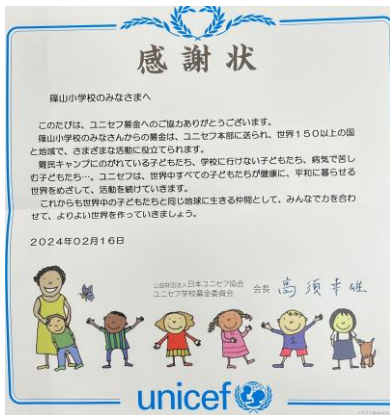 感謝状
篠山小学校のみなさまへ
このたびは、ユニセフ募金へのご協力ありがとうございます。
篠山小学校のみなさんからの募金は、ユニセフ本部に送られ、世界150以上の国
と地域で、さまざまな活動に役立てられます。
難民キャンプにのがれている子どもたち、学校に行けない子どもたち、病気で苦し
む子どもたち…。ユニセフは、世界中すべての子どもたちが健康に、平和に暮らせる
世界をめざして、活動を続けていきます。
これからも世界中の子どもたちと同じ地球に生きる仲間として、みんなで力を合わ
せて、よりよい世界を作っていきましょう。
2024年02月16日
公益財団法人日本ユニセフ協会
ユニセフ学校募金委員会
会長 高須幸雄
unicef